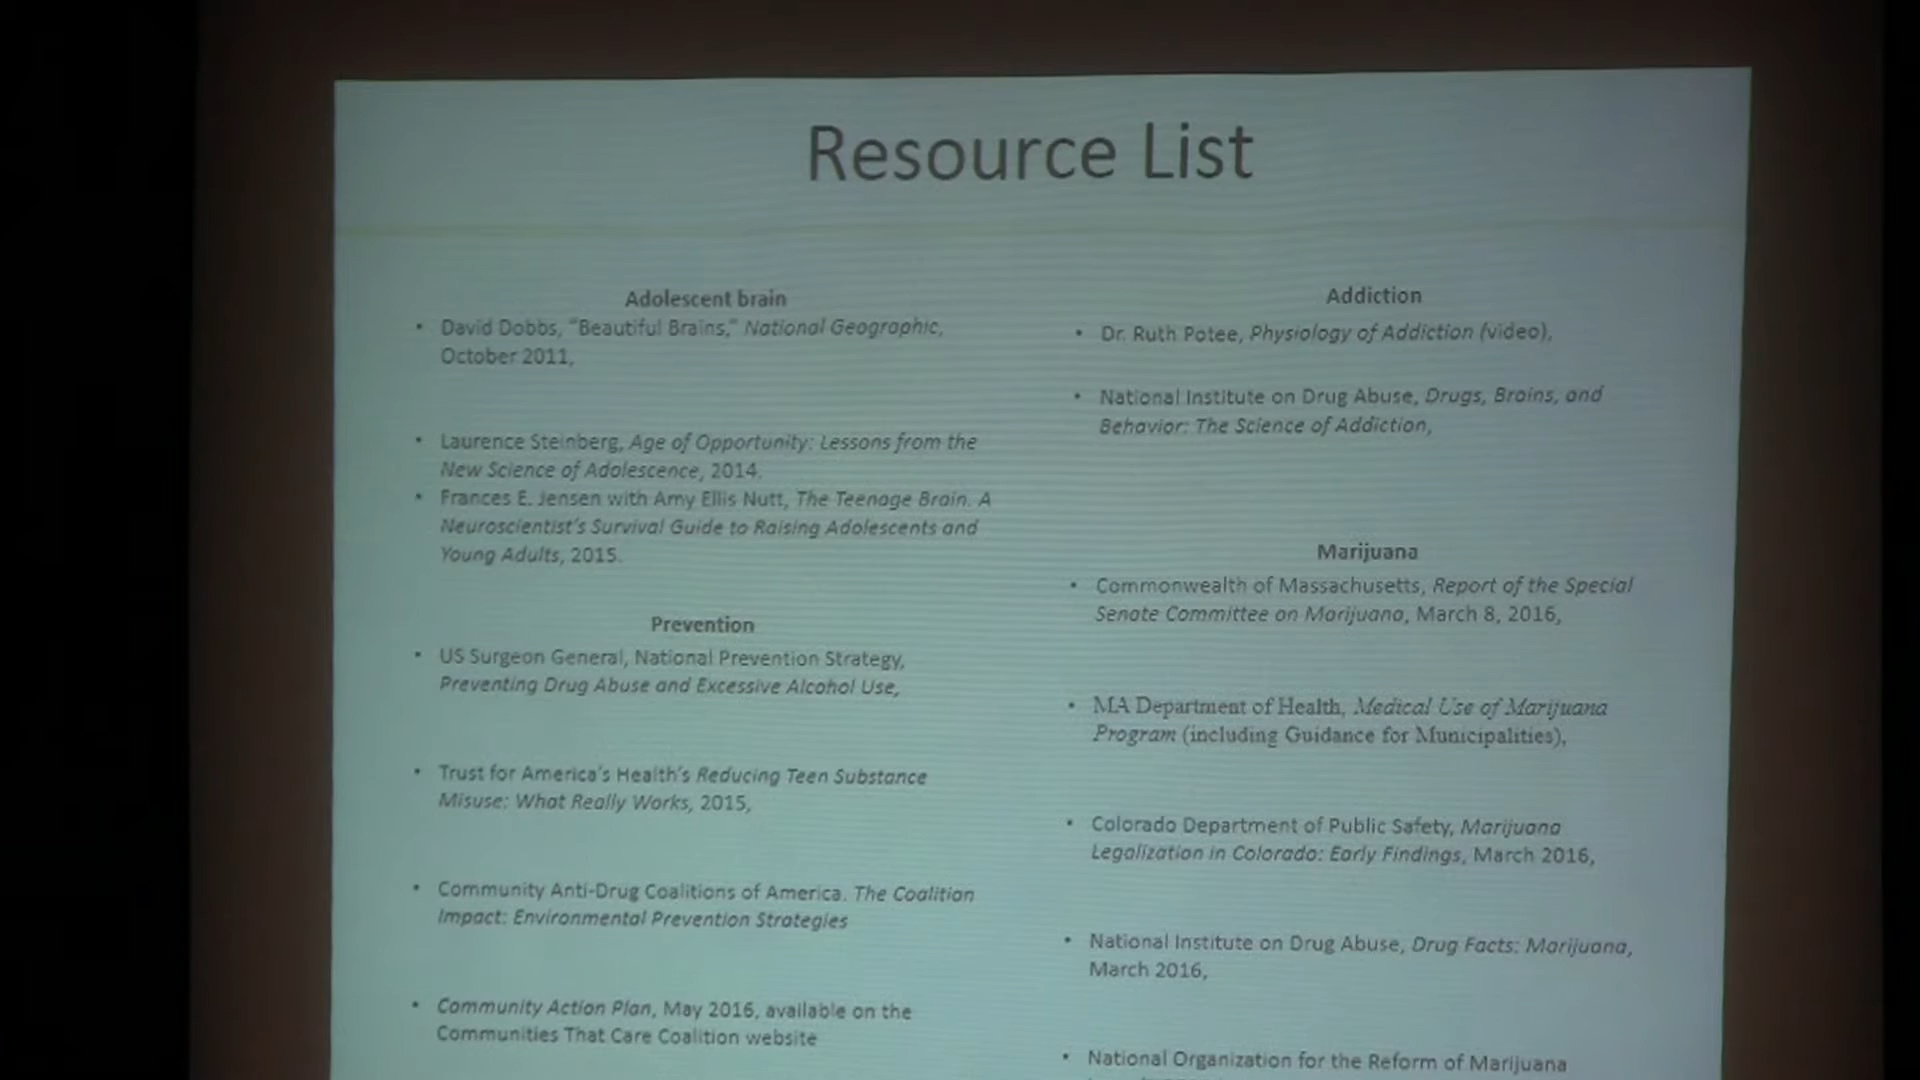 Resource List
Adolescent brain
• David Dobbs, “Beautiful Brains,” National Geographic,
October 2011,
• Laurence Steinberg, Age of Opportunity: Lessons from the
New Science of Adolescence, 2014.
• Frances E. Jensen with Amy Ellis Nutt, The Teenage Brain. A
Neuroscientist’s Survival Guide to Raising Adolescents and
Young Adults, 2015.
Prevention
• US Surgeon General, National Prevention Strategy,
Preventing Drug Abuse and Excessive Alcohol Use,
• Trust for America’s Health’s Reducing Teen Substance
Misuse: What Really Works, 2015,
• Community Anti-Drug Coalitions of America. The Coalition
Impact: Environmental Prevention Strategies
• Community Action Plan, May 2016, available on the
Communities That Care Coalition website
Addiction
• Dr. Ruth Potee, Physiology of Addiction (video),
• National Institute on Drug Abuse, Drugs, Brains, and
Behavior: The Science of Addiction,
Marijuana
• Commonwealth of Massachusetts, Report of the Special
Senate Committee on Marijuana, March 8, 2016,
• MA Department of Health, Medical Use of Marijuana
Program (including Guidance for Municipalities),
• Colorado Department of Public Safety, Marijuana
Legalization in Colorado: Early Findings, March 2016,
• National Institute on Drug Abuse, Drug Facts: Marijuana,
March 2016,
• National Organization for the Reform of Marijuana